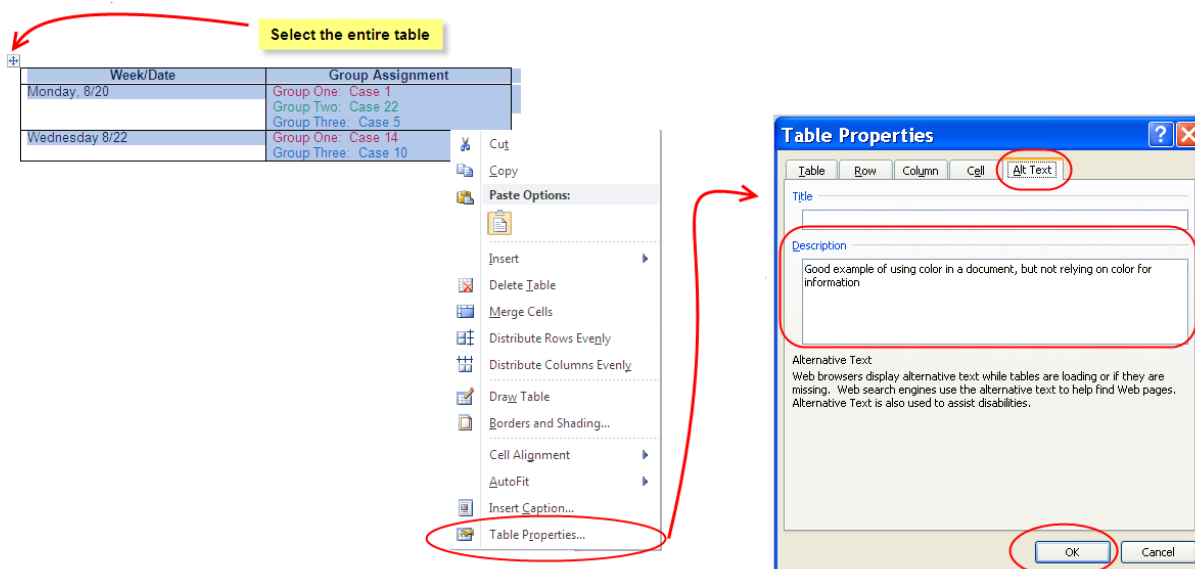 Select the entire table
Week/Date Group Assignment
Monday, 8/20 Group One: Case 1
Group Two: Case 22
Group Three: Case 5
Wednesday 8/22 Group One: Case 14
Group Three: Case 10
Cut
Copy
Paste Options:
Insert
Delete Table
Merge Cells
Distribute Rows Evenly
Distribute Columns Evenly
Draw Table
Borders and Shading...
Cell Alignment
AutoFit
Insert Caption...
Table Properties...
Table Properties
Table Row Column Cell Alt Text
Title
Description
Good example of using color in a document, but not relying on color for
information
Alternative Text
Web browsers display alternative text while tables are loading or if they are
missing. Web search engines use the alternative text to help find Web pages.
Alternative Text is also used to assist disabilities.
OK Cancel